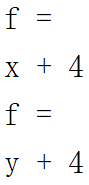 f =
x + 4
f =
y + 4